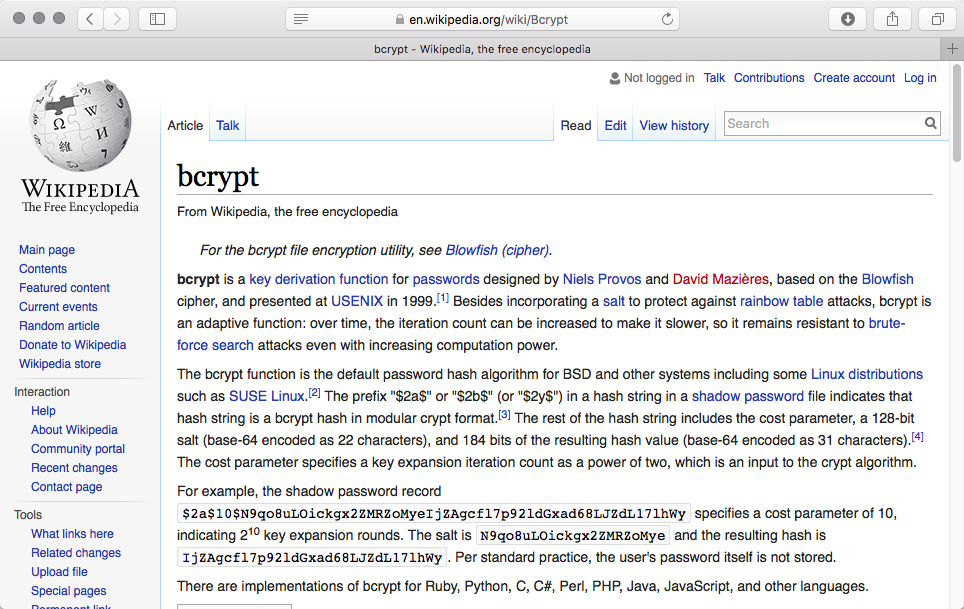 en.wikipedia.org/wiki/Bcrypt
bcrypt - Wikipedia, the free encyclopedia
Not logged in Talk Contributions Create account Log in
Article Talk Read Edit View history Search
WIKIPEDIA
The Free Encyclopedia
Main page
Contents
Featured content
Current events
Random article
Donate to Wikipedia
Wikipedia store
Interaction
Help
About Wikipedia
Community portal
Recent changes
Contact page
Tools
What links here
Related changes
Upload file
Special pages
Permanent link
bcrypt
From Wikipedia, the free encyclopedia
For the bcrypt file encryption utility, see Blowfish (cipher).
bcrypt is a key derivation function for passwords designed by Niels Provos and David Mazières, based on the Blowfish
cipher, and presented at USENIX in 1999.[1] Besides incorporating a salt to protect against rainbow table attacks, bcrypt is
an adaptive function: over time, the iteration count can be increased to make it slower, so it remains resistant to brute-
force search attacks even with increasing computation power.
The bcrypt function is the default password hash algorithm for BSD and other systems including some Linux distributions
such as SUSE Linux.[2] The prefix "$2a$" or "$2b$" (or "$2y$") in a hash string in a shadow password file indicates that
hash string is a bcrypt hash in modular crypt format.[3] The rest of the hash string includes the cost parameter, a 128-bit
salt (base-64 encoded as 22 characters), and 184 bits of the resulting hash value (base-64 encoded as 31 characters).[4]
The cost parameter specifies a key expansion iteration count as a power of two, which is an input to the crypt algorithm.
For example, the shadow password record
$2a$10$N9qo8uLOickgx2ZMRZoMyeIjZAgcfl7p92ldGxad68LJZdL17lhWy specifies a cost parameter of 10,
indicating 2^10 key expansion rounds. The salt is N9qo8uLOickgx2ZMRZoMye and the resulting hash is
IjZAgcfl7p92ldGxad68LJZdL17lhWy. Per standard practice, the user's password itself is not stored.
There are implementations of bcrypt for Ruby, Python, C, C#, Perl, PHP, Java, JavaScript, and other languages.